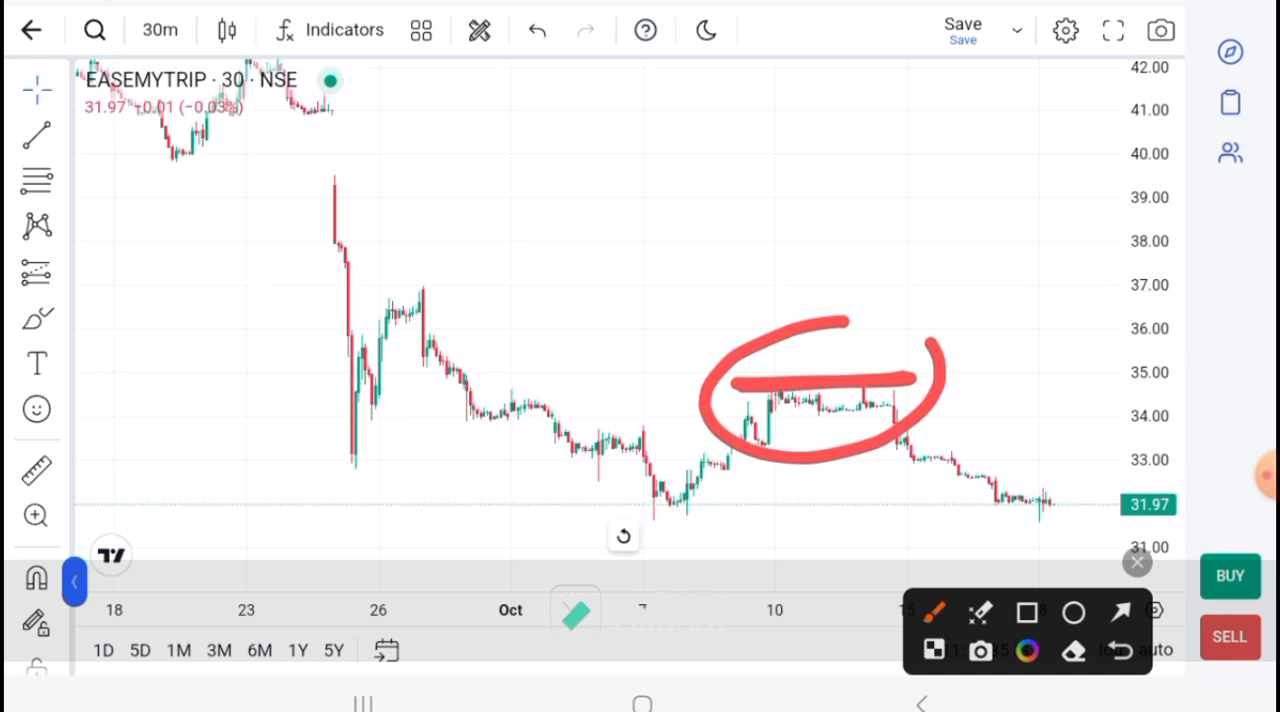 30m Indicators Save
Save
EASEMYTRIP · 30 · NSE
31.97 −0.01 (−0.03%)
42.00
41.00
40.00
39.00
38.00
37.00
36.00
35.00
34.00
33.00
31.97
31.00
BUY
18 23 26 Oct 7 10
SELL
1D 5D 1M 3M 6M 1Y 5Y auto